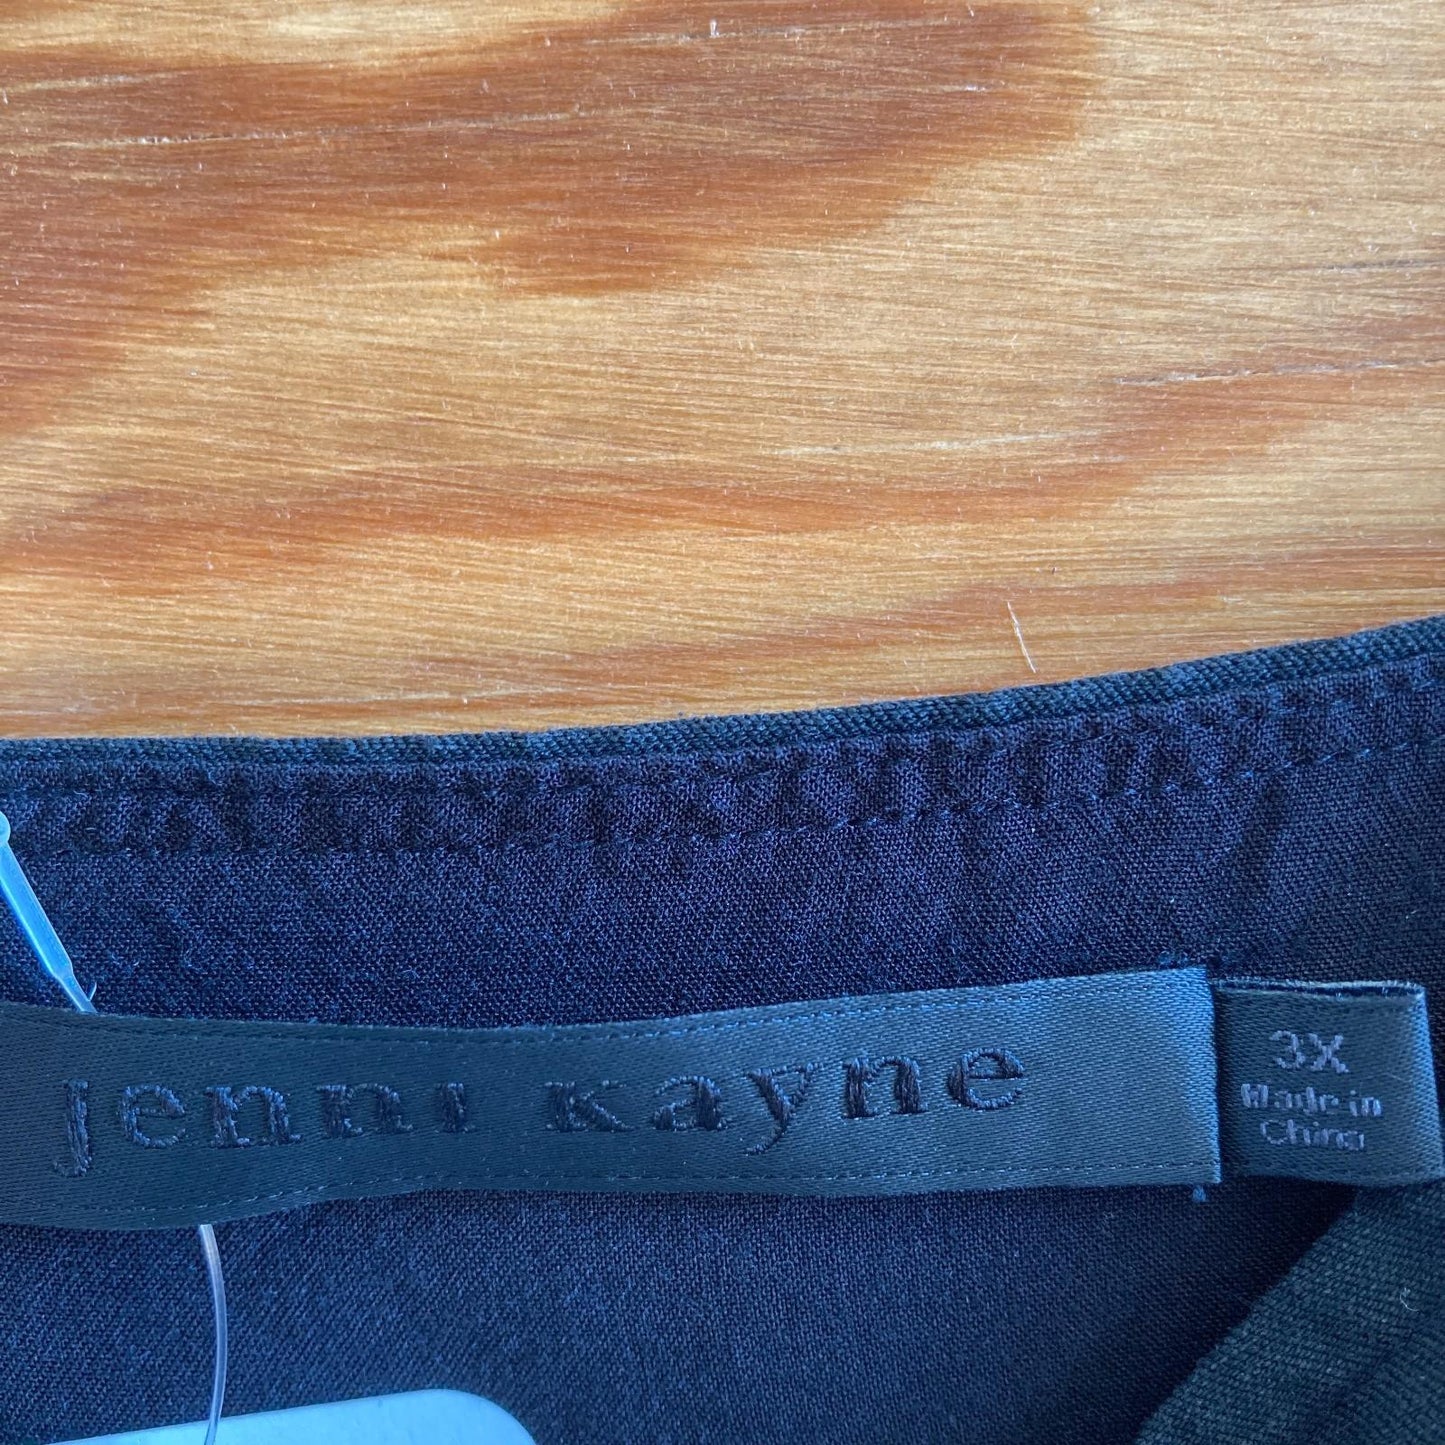 jenni kayne
3X
Made in
China